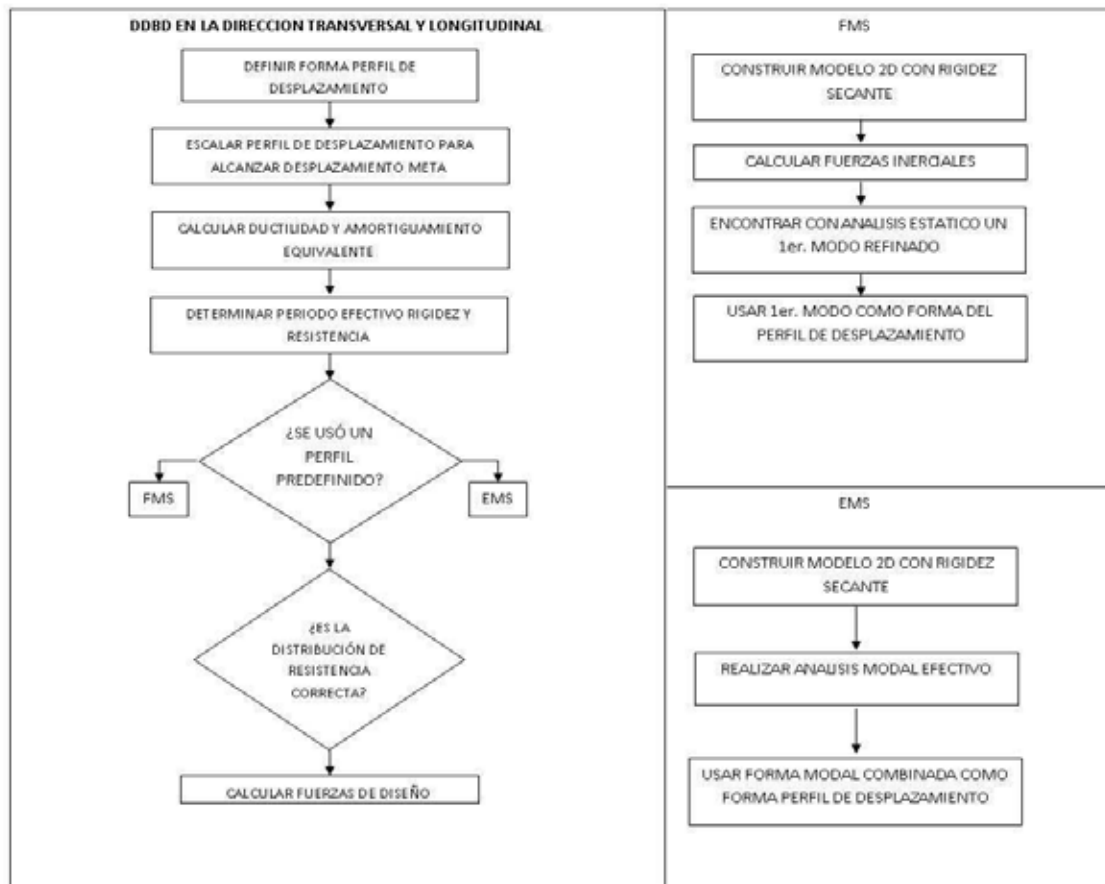 DDBD EN LA DIRECCION TRANSVERSAL Y LONGITUDINAL
DEFINIR FORMA PERFIL DE
DESPLAZAMIENTO
ESCALAR PERFIL DE DESPLAZAMIENTO PARA
ALCANZAR DESPLAZAMIENTO META
CALCULAR DUCTILIDAD Y AMORTIGUAMIENTO
EQUIVALENTE
DETERMINAR PERIODO EFECTIVO RIGIDEZ Y
RESISTENCIA
¿SE USÓ UN
PERFIL
PREDEFINIDO?
FMS
EMS
¿ES LA
DISTRIBUCIÓN DE
RESISTENCIA
CORRECTA?
CALCULAR FUERZAS DE DISEÑO
FMS
CONSTRUIR MODELO 2D CON RIGIDEZ
SECANTE
CALCULAR FUERZAS INERCIALES
ENCONTRAR CON ANALISIS ESTATICO UN
1er. MODO REFINADO
USAR 1er. MODO COMO FORMA DEL
PERFIL DE DESPLAZAMIENTO
EMS
CONSTRUIR MODELO 2D CON RIGIDEZ
SECANTE
REALIZAR ANALISIS MODAL EFECTIVO
USAR FORMA MODAL COMBINADA COMO
FORMA PERFIL DE DESPLAZAMIENTO